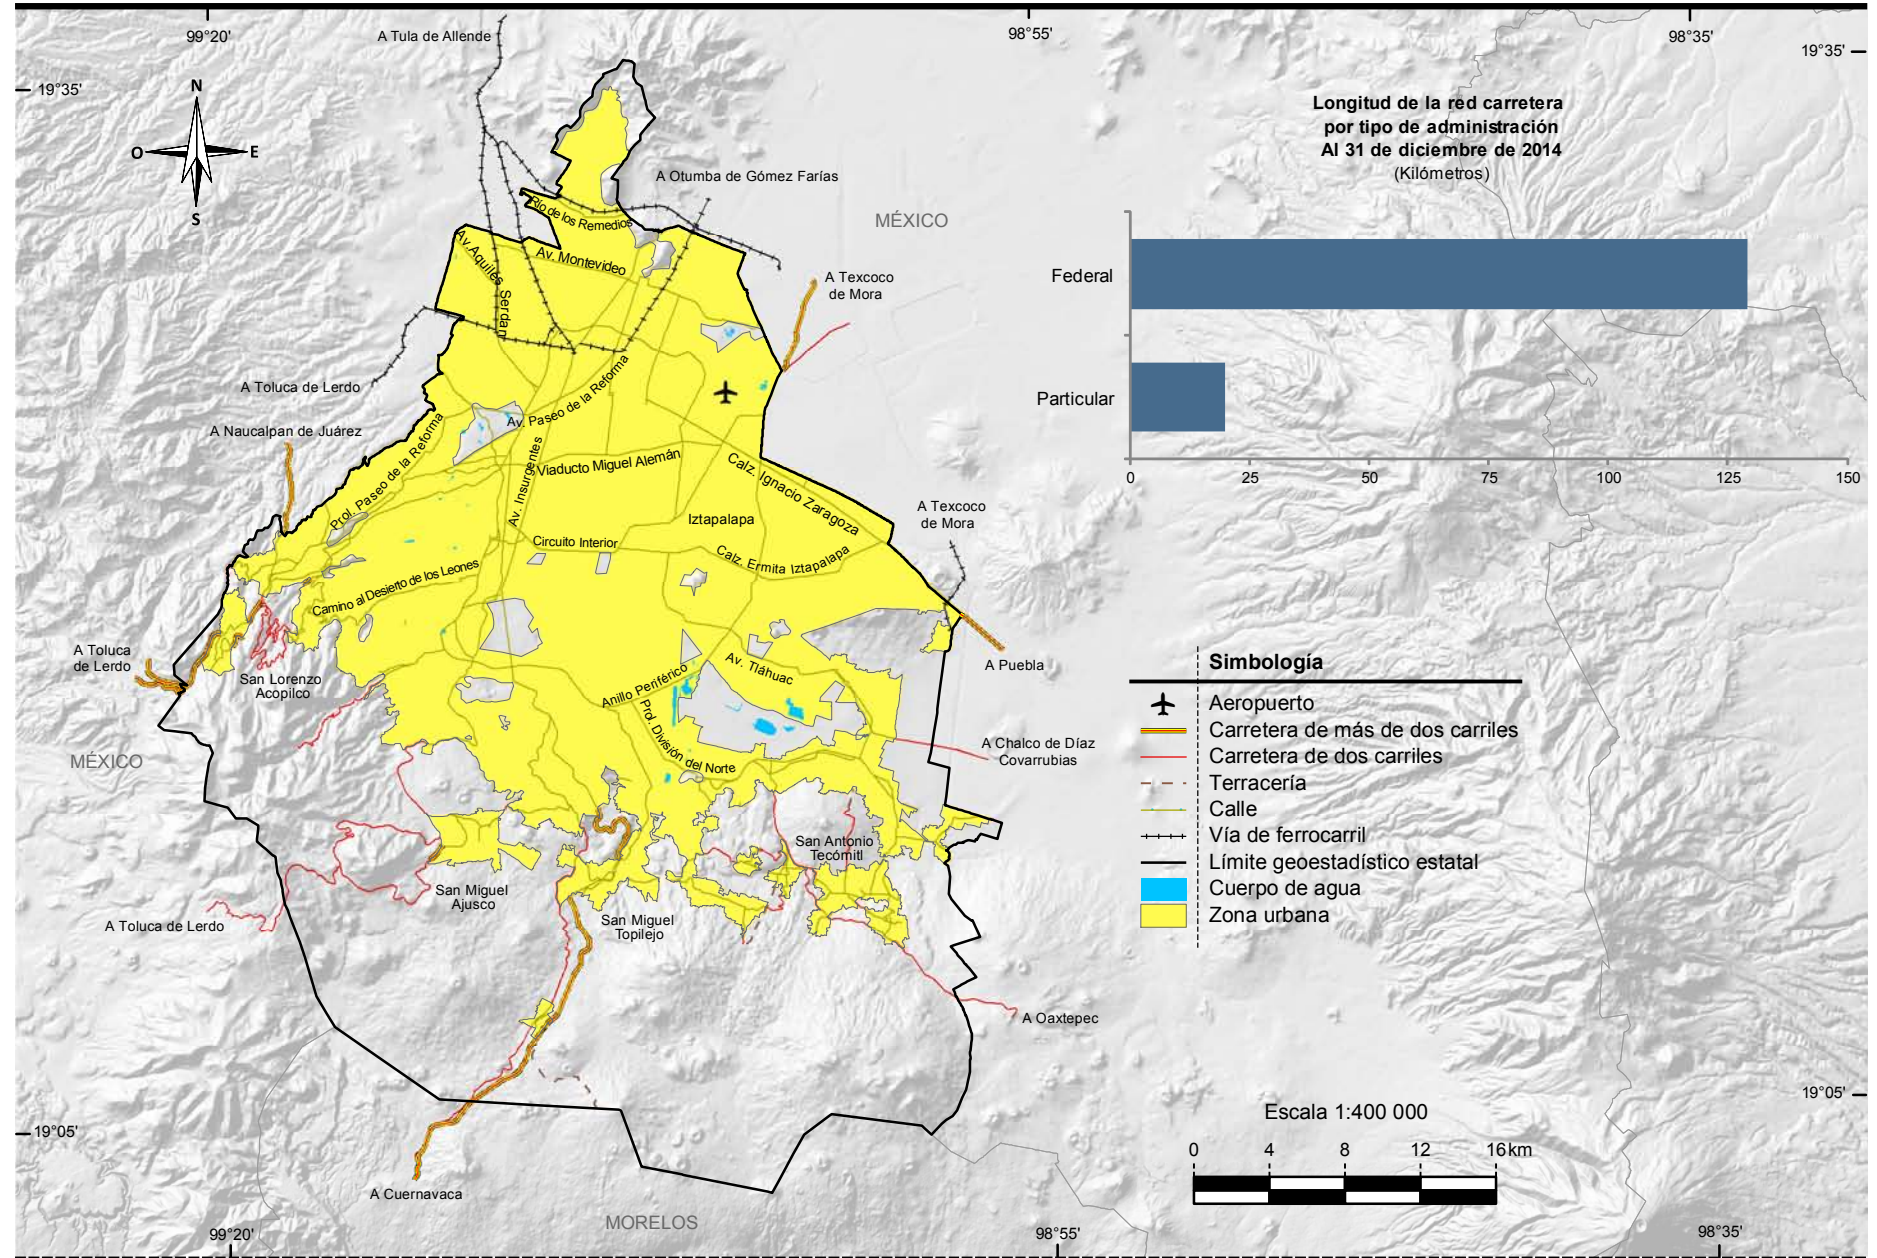 99°20'
A Tula de Allende
98°55'
98°35'
19°35'
19°35'
N
O
E
S
Longitud de la red carretera
por tipo de administración
Al 31 de diciembre de 2014
(Kilómetros)
A Otumba de Gómez Farías
MÉXICO
Río de los Remedios
Av. Aquiles
Serdán
Av. Montevideo
A Texcoco
de Mora
Federal
Particular
0
25
50
75
100
125
150
A Toluca de Lerdo
Av. Paseo de la Reforma
A Naucalpan de Juárez
Prol. Paseo de la Reforma
Av. Insurgentes
Viaducto Miguel Alemán
Calz. Ignacio Zaragoza
Iztapalapa
A Texcoco
de Mora
Circuito Interior
Calz. Ermita Iztapalapa
Camino al Desierto de los Leones
A Toluca
de Lerdo
San Lorenzo
Acopilco
Anillo Periférico
Av. Tláhuac
A Puebla
Prol. División del Norte
A Chalco de Díaz
Covarrubias
MÉXICO
Simbología
Aeropuerto
Carretera de más de dos carriles
Carretera de dos carriles
Terracería
Calle
Vía de ferrocarril
Límite geoestadístico estatal
Cuerpo de agua
Zona urbana
San Antonio
Tecómitl
San Miguel
Ajusco
San Miguel
Topilejo
A Toluca de Lerdo
A Oaxtepec
19°05'
19°05'
Escala 1:400 000
0
4
8
12
16 km
A Cuernavaca
MORELOS
99°20'
98°55'
98°35'